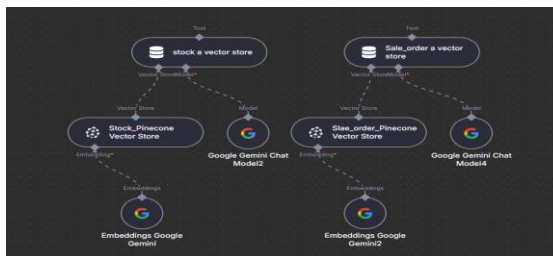 Tool
Tool
stock a vector store
Sale_order a vector
store
Vector Store
Model*
Vector Store
Model*
Vector Store
Model
Vector Store
Model
Stock_Pinecone
Vector Store
Slae_order_Pinecone
Vector Store
Google Gemini Chat
Model2
Google Gemini Chat
Model4
Embedding*
Embedding*
Embeddings
Embeddings
Embeddings Google
Gemini
Embeddings Google
Gemini2